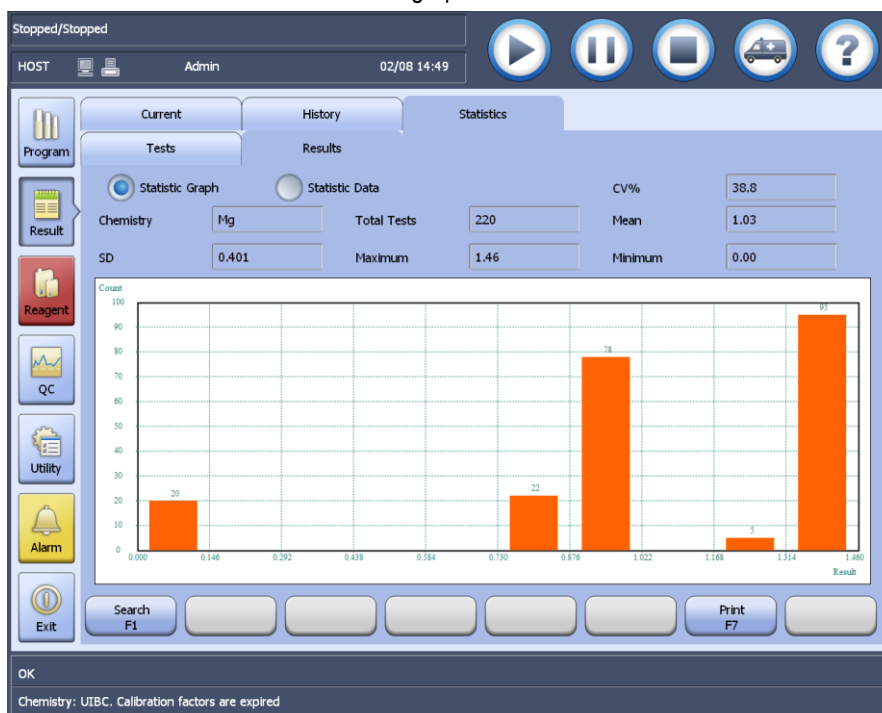 Stopped/Stopped
HOST Admin 02/08 14:49
Program
Result
Reagent
QC
Utility
Alarm
Exit
Current History Statistics
Tests Results
Statistic Graph Statistic Data CV% 38.8
Chemistry Mg Total Tests 220 Mean 1.03
SD 0.401 Maximum 1.46 Minimum 0.00
Count
100
90
80
70
60
50
40
30
20
10
0
20 22 78 5 95
0.000 0.146 0.292 0.438 0.584 0.730 0.876 1.022 1.168 1.314 1.460
Result
Search Print
F1 F7
OK
Chemistry: UIBC. Calibration factors are expired